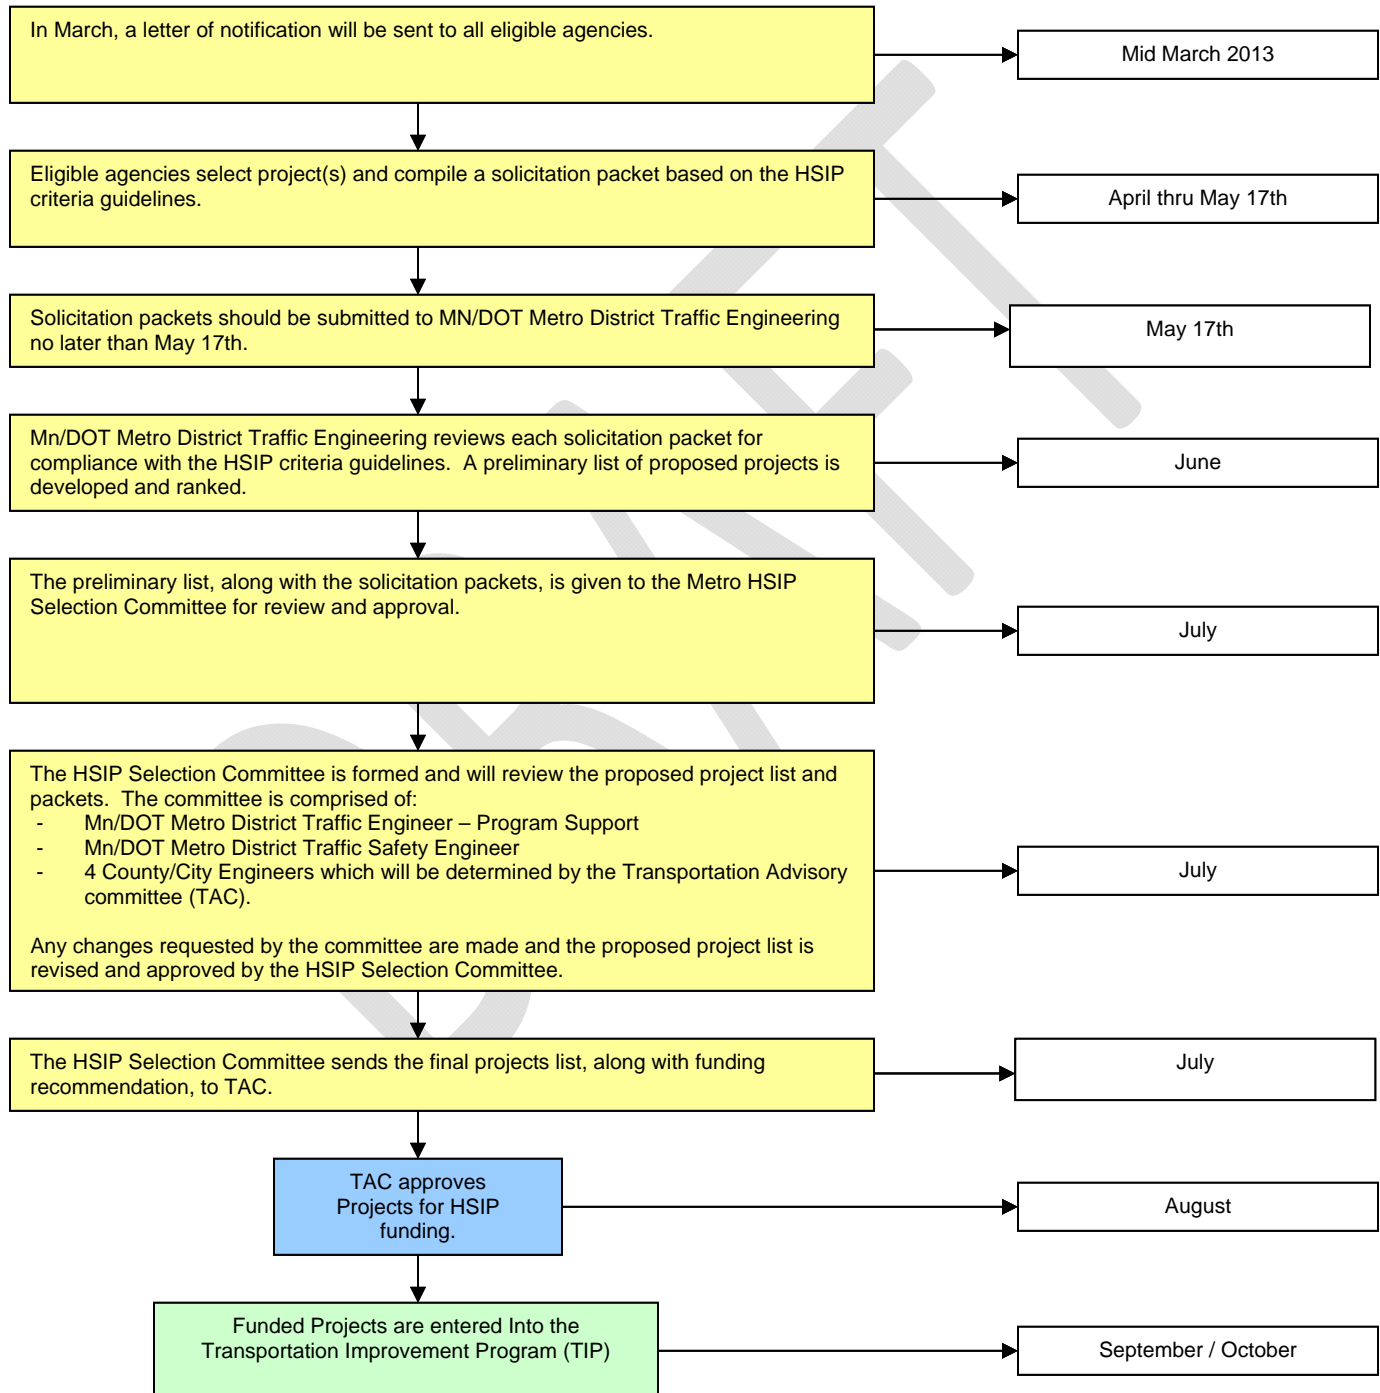 In March, a letter of notification will be sent to all eligible agencies.
Mid March 2013
Eligible agencies select project(s) and compile a solicitation packet based on the HSIP
criteria guidelines.
April thru May 17th
Solicitation packets should be submitted to MN/DOT Metro District Traffic Engineering
no later than May 17th.
May 17th
Mn/DOT Metro District Traffic Engineering reviews each solicitation packet for
compliance with the HSIP criteria guidelines.  A preliminary list of proposed projects is
developed and ranked.
June
The preliminary list, along with the solicitation packets, is given to the Metro HSIP
Selection Committee for review and approval.
July
The HSIP Selection Committee is formed and will review the proposed project list and
packets.  The committee is comprised of:
- Mn/DOT Metro District Traffic Engineer – Program Support
- Mn/DOT Metro District Traffic Safety Engineer
- 4 County/City Engineers which will be determined by the Transportation Advisory
committee (TAC).
Any changes requested by the committee are made and the proposed project list is
revised and approved by the HSIP Selection Committee.
July
The HSIP Selection Committee sends the final projects list, along with funding
recommendation, to TAC.
July
TAC approves
Projects for HSIP
funding.
August
Funded Projects are entered Into the
Transportation Improvement Program (TIP)
September / October
DRAFT